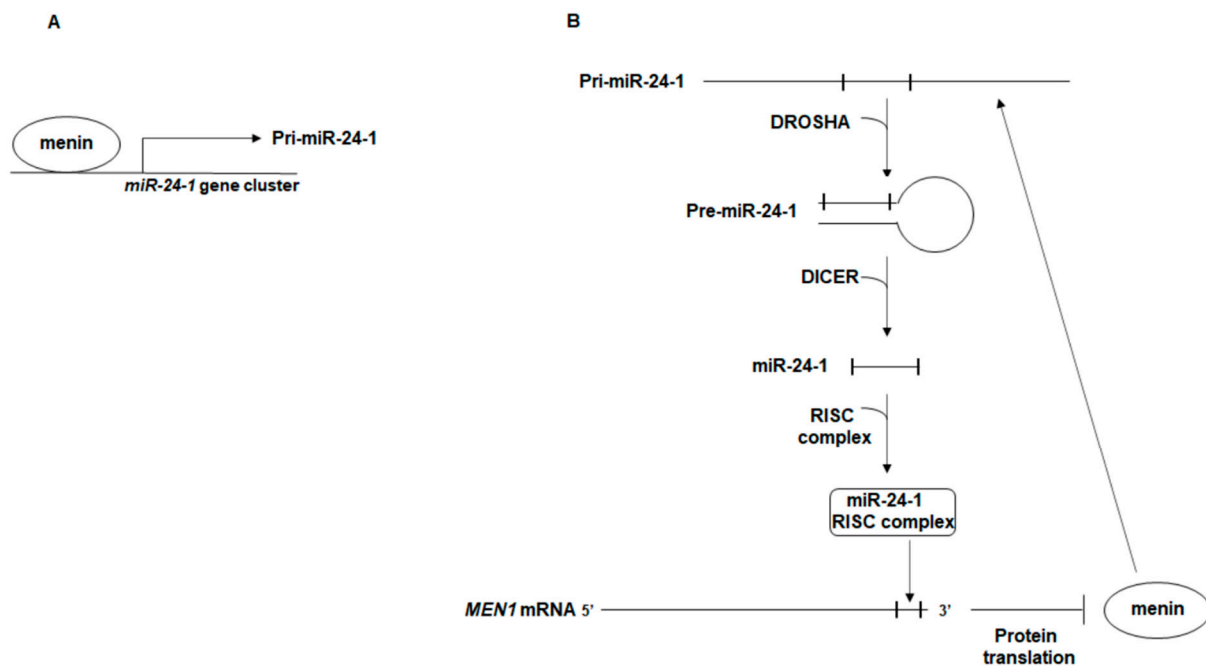 A
menin
Pri-miR-24-1
miR-24-1 gene cluster
B
Pri-miR-24-1
DROSHA
Pre-miR-24-1
DICER
miR-24-1
RISC
complex
miR-24-1
RISC complex
MEN1 mRNA 5’ 3’
menin
Protein
translation